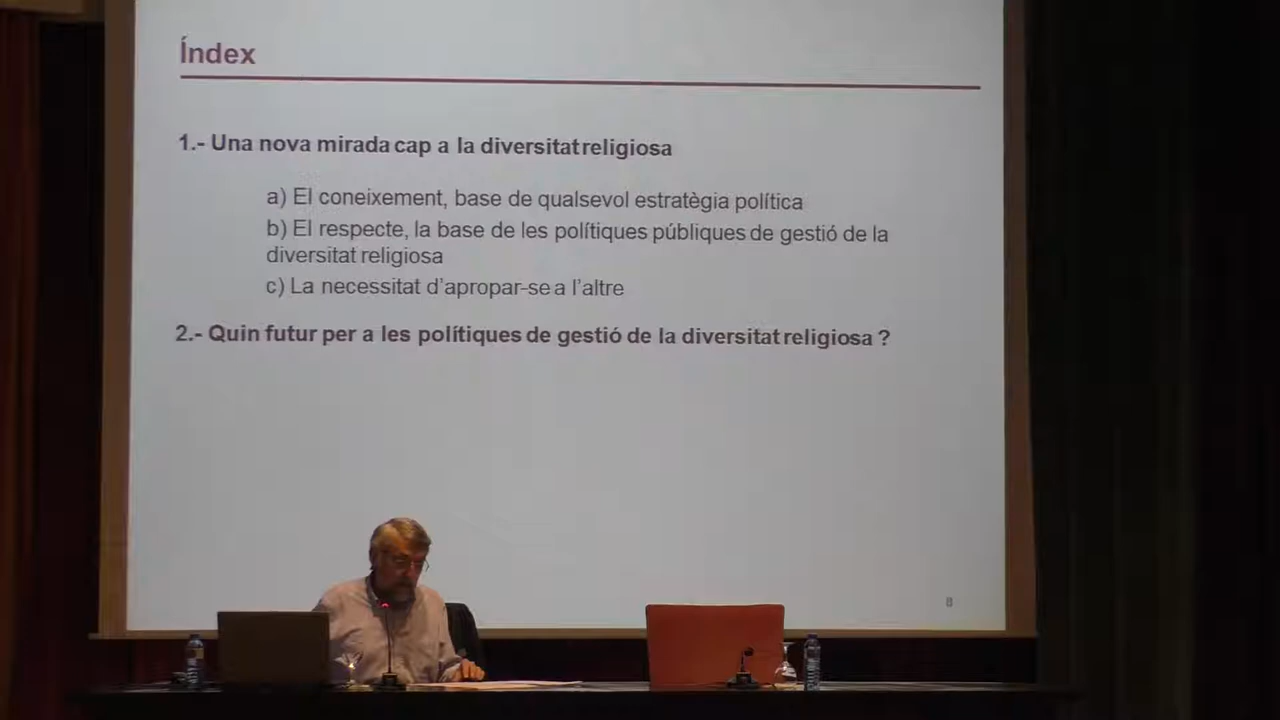 Índex
1.- Una nova mirada cap a la diversitat religiosa
a) El coneixement, base de qualsevol estratègia política
b) El respecte, la base de les polítiques públiques de gestió de la
diversitat religiosa
c) La necessitat d'apropar-se a l'altre
2.- Quin futur per a les polítiques de gestió de la diversitat religiosa ?
8